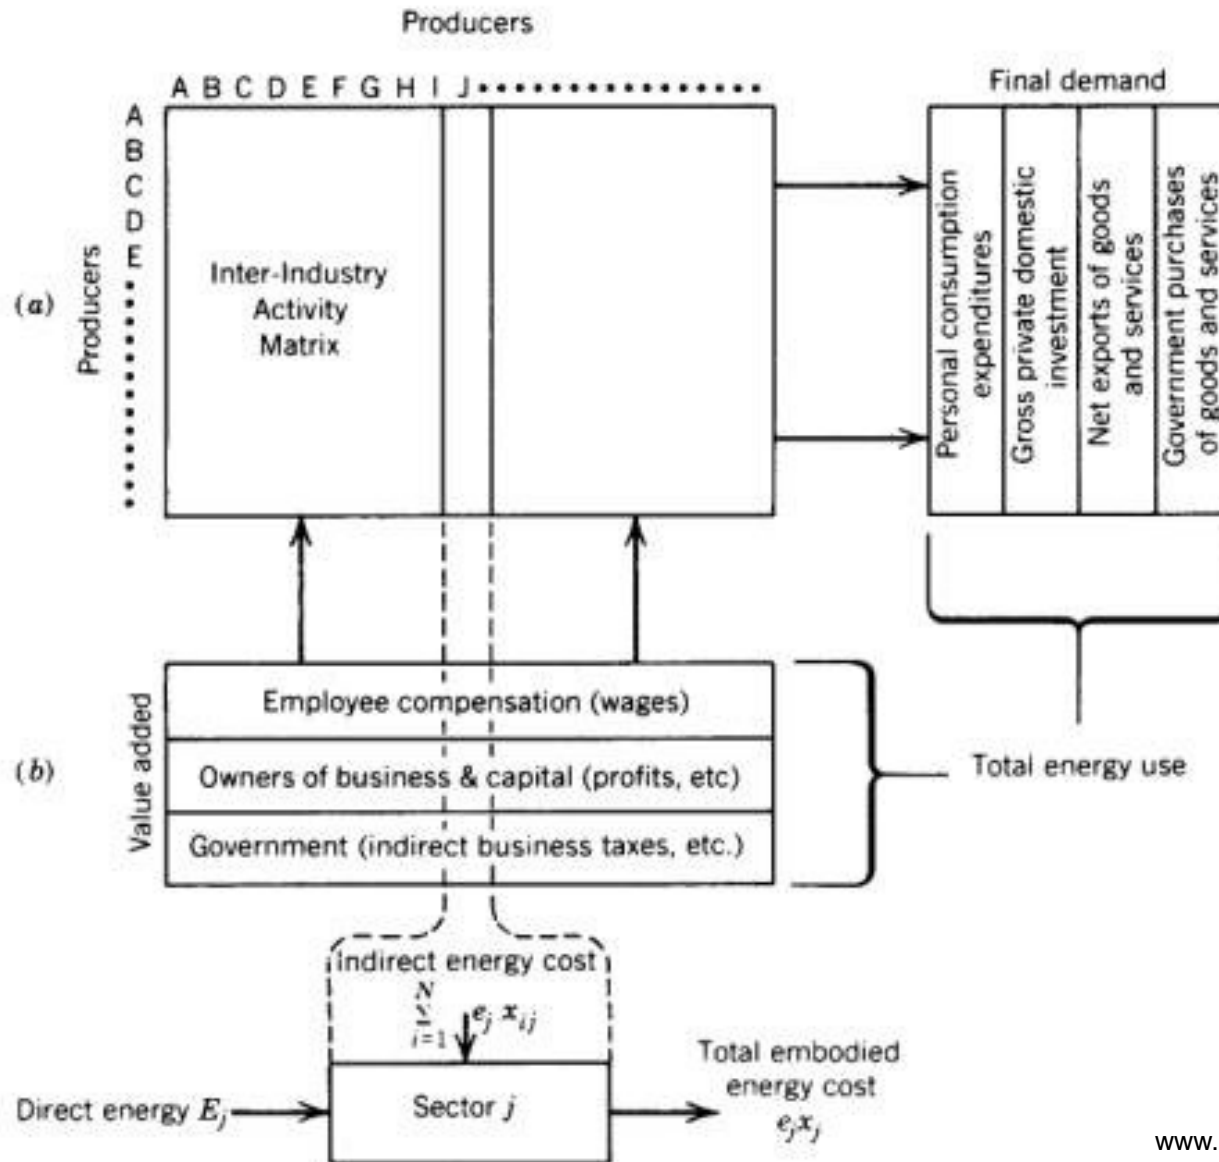 Producers
A B C D E F G H I J
Final demand
A
B
C
D
E
Producers
(a)
Inter-Industry
Activity
Matrix
Personal consumption
expenditures
Gross private domestic
investment
Net exports of goods
and services
Government purchases
of goods and services
Value added
(b)
Employee compensation (wages)
Owners of business & capital (profits, etc)
Government (indirect business taxes, etc.)
Total energy use
Indirect energy cost
N
Σ e_j x_{ij}
i=1
Direct energy E_j
Sector j
Total embodied
energy cost
e_j x_j
www.